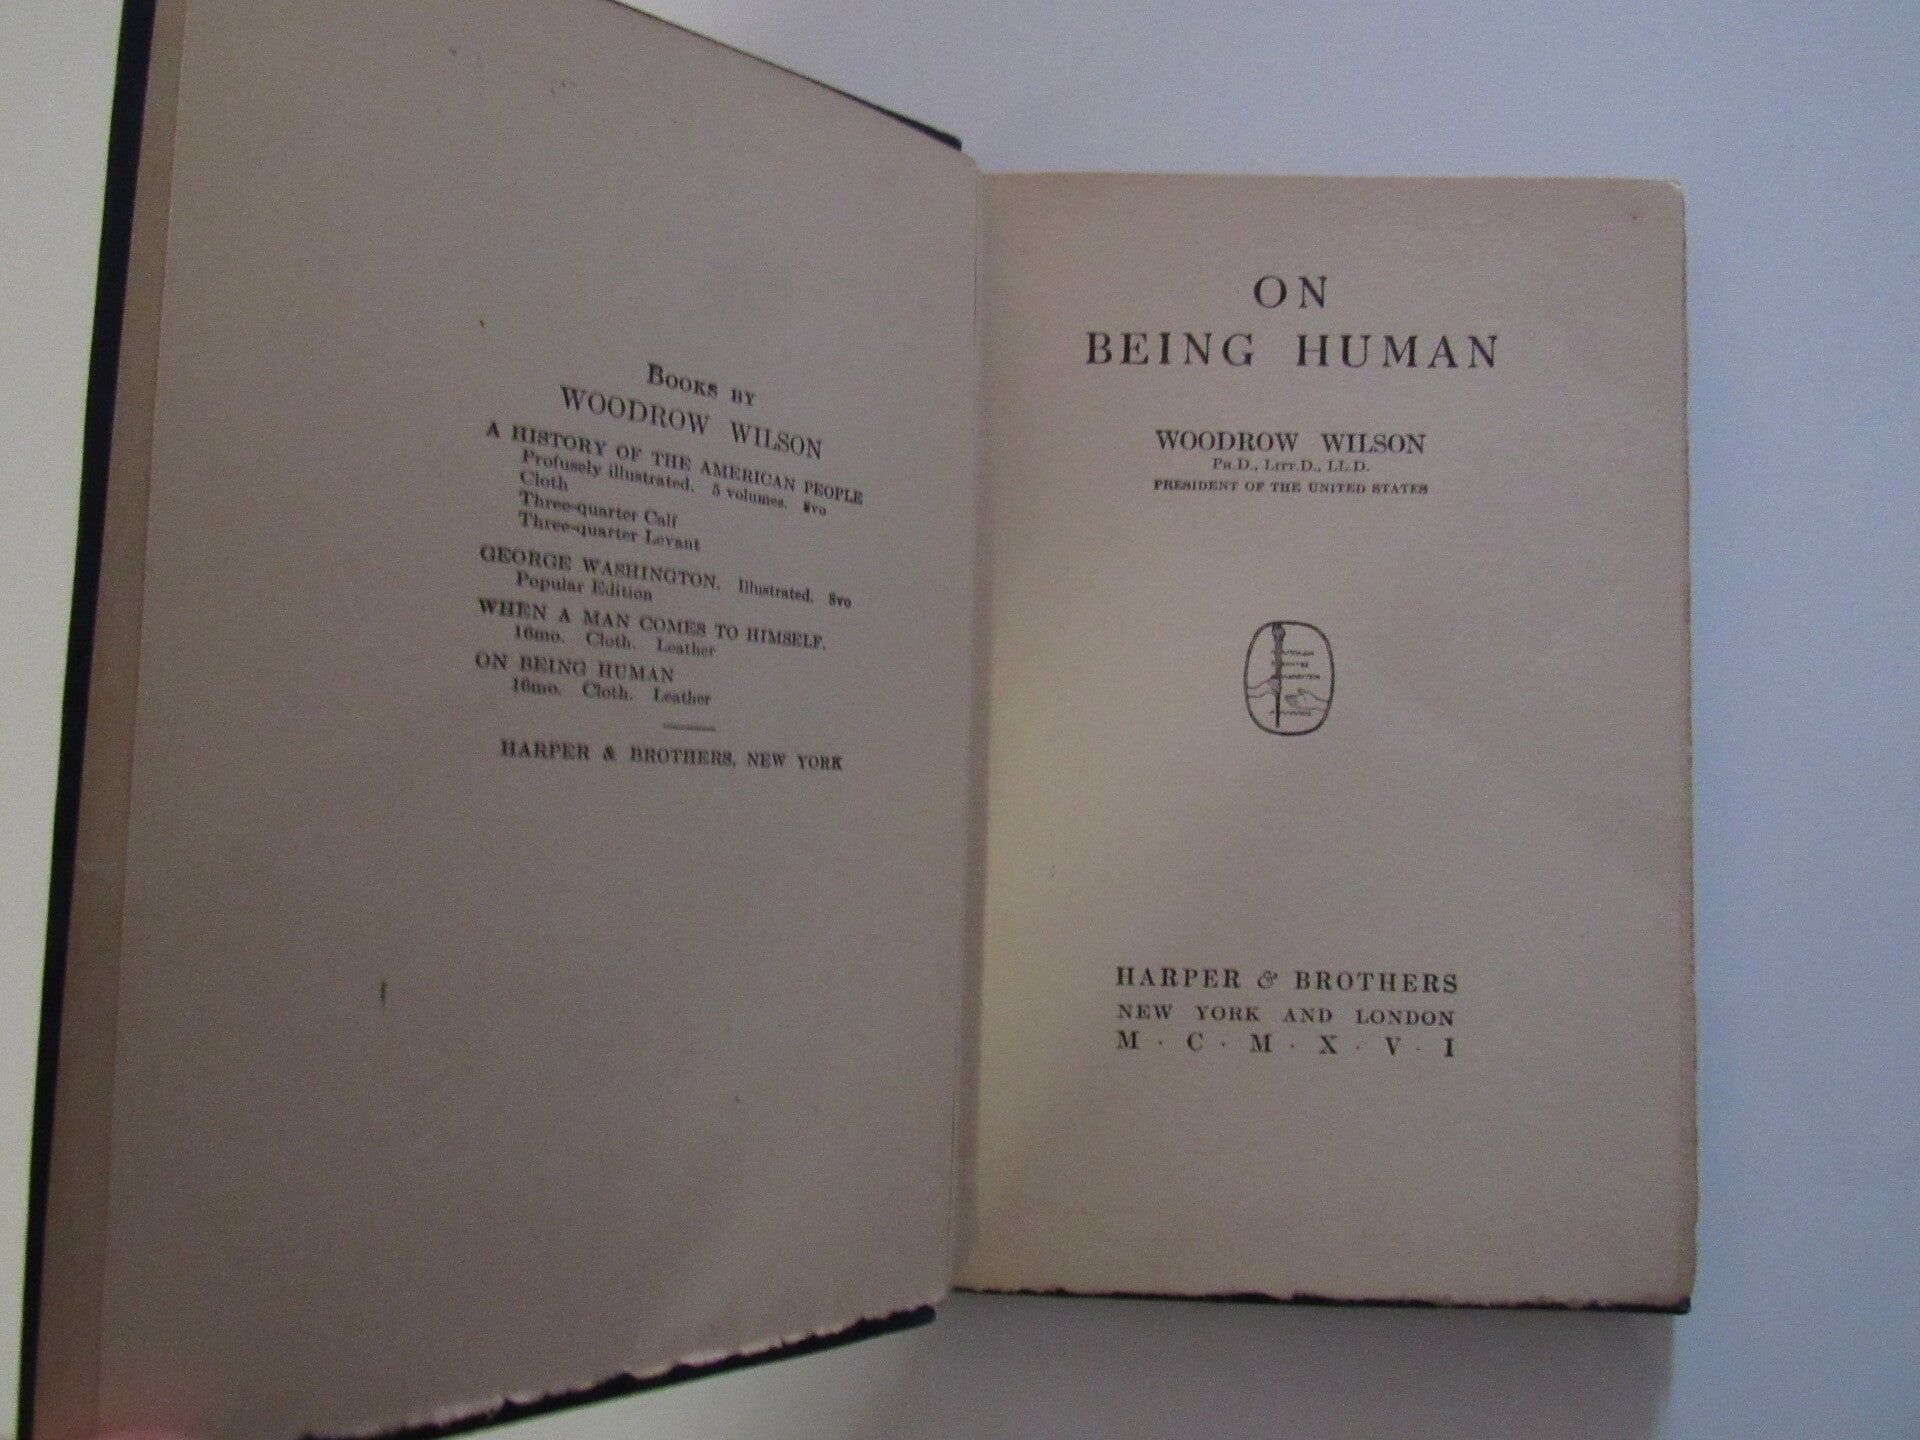 BOOKS BY
WOODROW WILSON
A HISTORY OF THE AMERICAN PEOPLE
Profusely illustrated. 5 volumes. 8vo
Cloth
Three-quarter Calf
Three-quarter Levant
GEORGE WASHINGTON. Illustrated. 8vo
Popular Edition
WHEN A MAN COMES TO HIMSELF.
16mo. Cloth. Leather
ON BEING HUMAN
16mo. Cloth. Leather
HARPER & BROTHERS, NEW YORK
ON
BEING HUMAN
WOODROW WILSON
PH.D., LITT.D., LL.D.
PRESIDENT OF THE UNITED STATES
HARPER & BROTHERS
NEW YORK AND LONDON
M · C · M · X · V · I